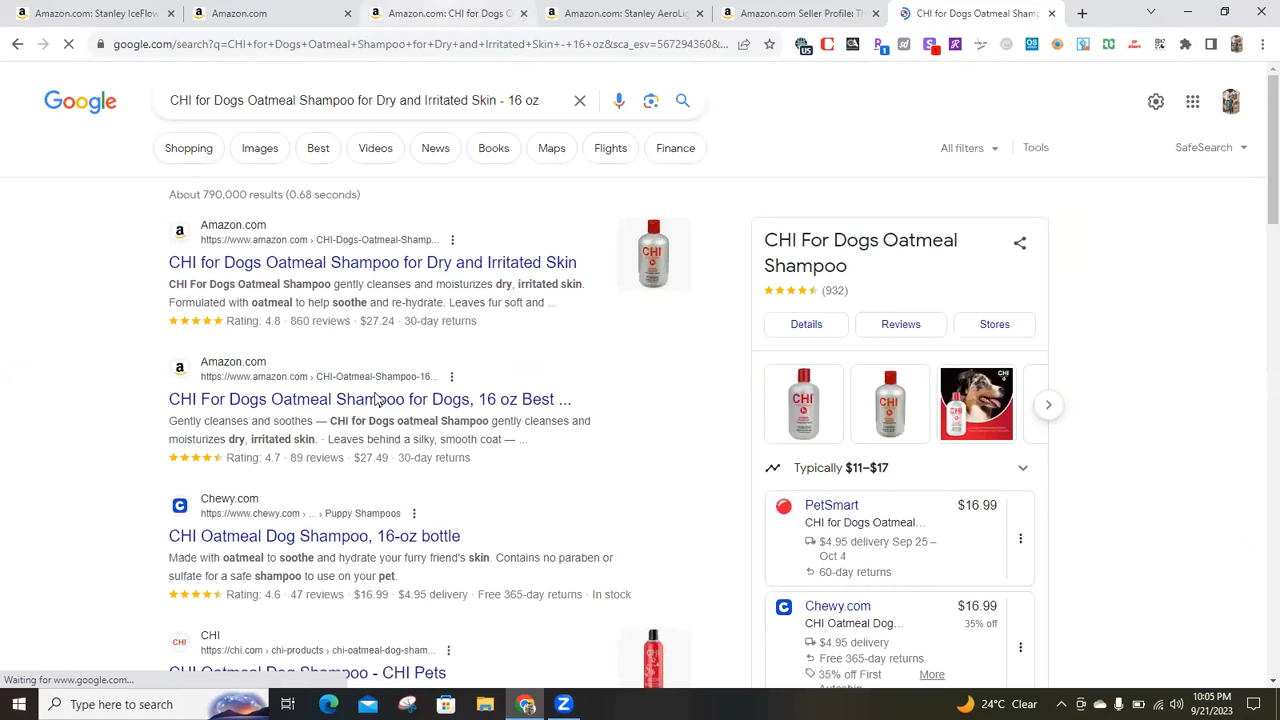 Amazon.com: Stanley IceFlow
Amazon.com
Amazon.com: CHI for Dogs O
Amazon.com: Stanley AeroLig
Amazon.com Seller Profile: Th
CHI for Dogs Oatmeal Shamp
google.com/search?q=CHI+for+Dogs+Oatmeal+Shampoo+for+Dry+and+Irritated+Skin+-+16+oz&sca_esv=567294360&...
Google
CHI for Dogs Oatmeal Shampoo for Dry and Irritated Skin - 16 oz
Shopping
Images
Best
Videos
News
Books
Maps
Flights
Finance
All filters
Tools
SafeSearch
About 790,000 results (0.68 seconds)
Amazon.com
https://www.amazon.com › CHI-Dogs-Oatmeal-Shamp...
CHI for Dogs Oatmeal Shampoo for Dry and Irritated Skin
CHI For Dogs Oatmeal Shampoo gently cleanses and moisturizes dry, irritated skin.
Formulated with oatmeal to help soothe and re-hydrate. Leaves fur soft and ...
Rating: 4.8 · 860 reviews · $27.24 · 30-day returns
Amazon.com
https://www.amazon.com › CHI-Oatmeal-Shampoo-16...
CHI For Dogs Oatmeal Shampoo for Dogs, 16 oz Best ...
Gently cleanses and soothes — CHI for Dogs oatmeal Shampoo gently cleanses and
moisturizes dry, irritated skin. · Leaves behind a silky, smooth coat — ...
Rating: 4.7 · 89 reviews · $27.49 · 30-day returns
Chewy.com
https://www.chewy.com › ... › Puppy Shampoos
CHI Oatmeal Dog Shampoo, 16-oz bottle
Made with oatmeal to soothe and hydrate your furry friend's skin. Contains no paraben or
sulfate for a safe shampoo to use on your pet.
Rating: 4.6 · 47 reviews · $16.99 · $4.95 delivery · Free 365-day returns · In stock
CHI
https://chi.com › chi-products › chi-oatmeal-dog-sham...
CHI Oatmeal Dog Shampoo - CHI Pets
CHI For Dogs Oatmeal
Shampoo
(932)
Details
Reviews
Stores
CHI
CHI
CHI
Typically $11–$17
PetSmart
$16.99
CHI for Dogs Oatmeal...
$4.95 delivery Sep 25 –
Oct 4
60-day returns
Chewy.com
$16.99
CHI Oatmeal Dog...
35% off
$4.95 delivery
Free 365-day returns
35% off First
More
Autoship
Waiting for www.google.com...
Type here to search
24°C Clear
10:05 PM
9/21/2023